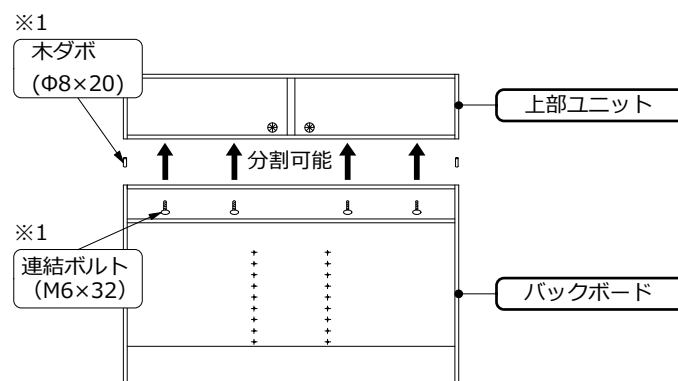 ※1
木ダボ
(Φ8×20)
上部ユニット
分割可能
※1
連結ボルト
(M6×32)
バックボード